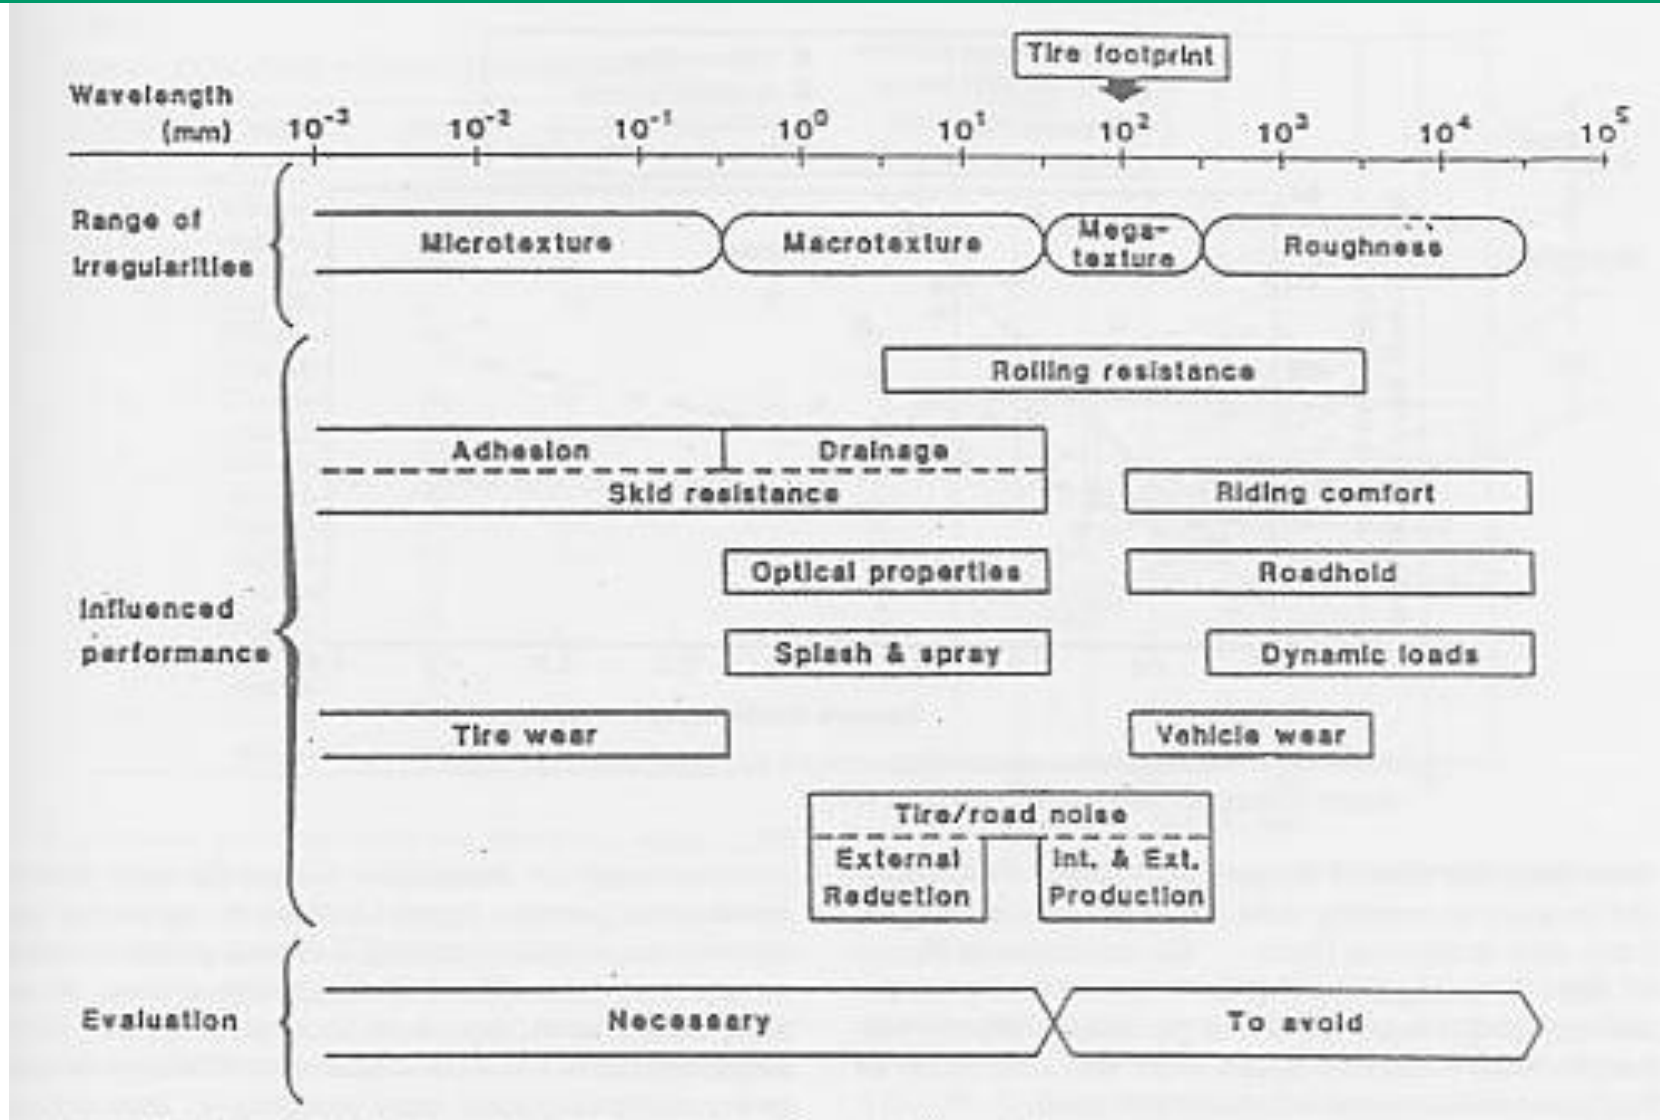 Tire footprint
Wavelength
(mm)
10⁻³ 10⁻² 10⁻¹ 10⁰ 10¹ 10² 10³ 10⁴ 10⁵
Range of
Irregularities
Microtexture
Macrotexture
Mega-
texture
Roughness
Rolling resistance
Adhesion
Drainage
Skid resistance
Riding comfort
Optical properties
Roadhold
Influenced
performance
Splash & spray
Dynamic loads
Tire wear
Vehicle wear
Tire/road noise
External
Reduction
Int. & Ext.
Production
Evaluation
Necessary
To avoid